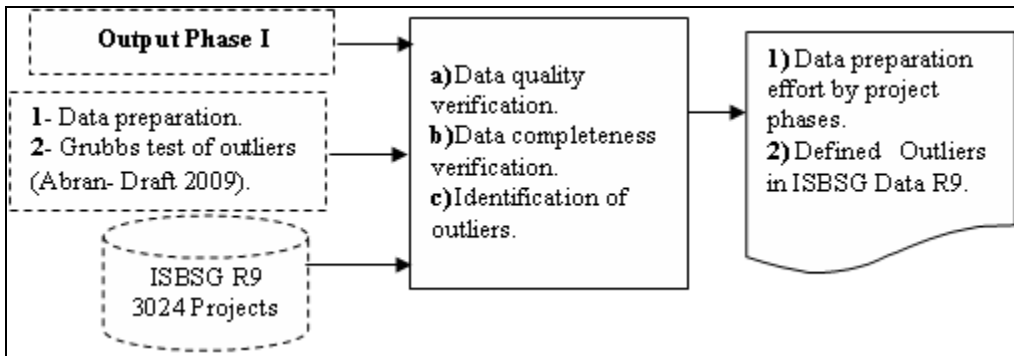 Output Phase I
1- Data preparation.
2- Grubbs test of outliers
(Abran- Draft 2009).
ISBSG R9
3024 Projects
a)Data quality
verification.
b)Data completeness
verification.
c)Identification of
outliers.
1) Data preparation
effort by project
phases.
2) Defined Outliers
in ISBSG Data R9.